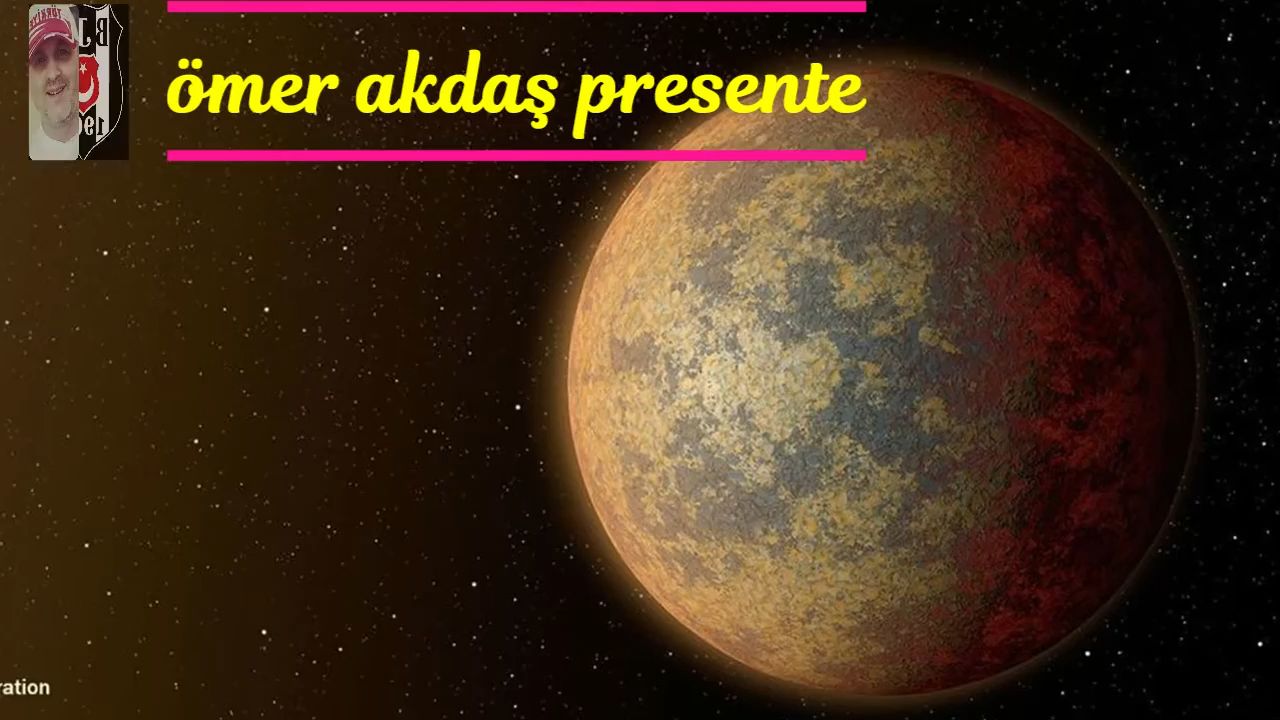 ömer akdaş presente
ration